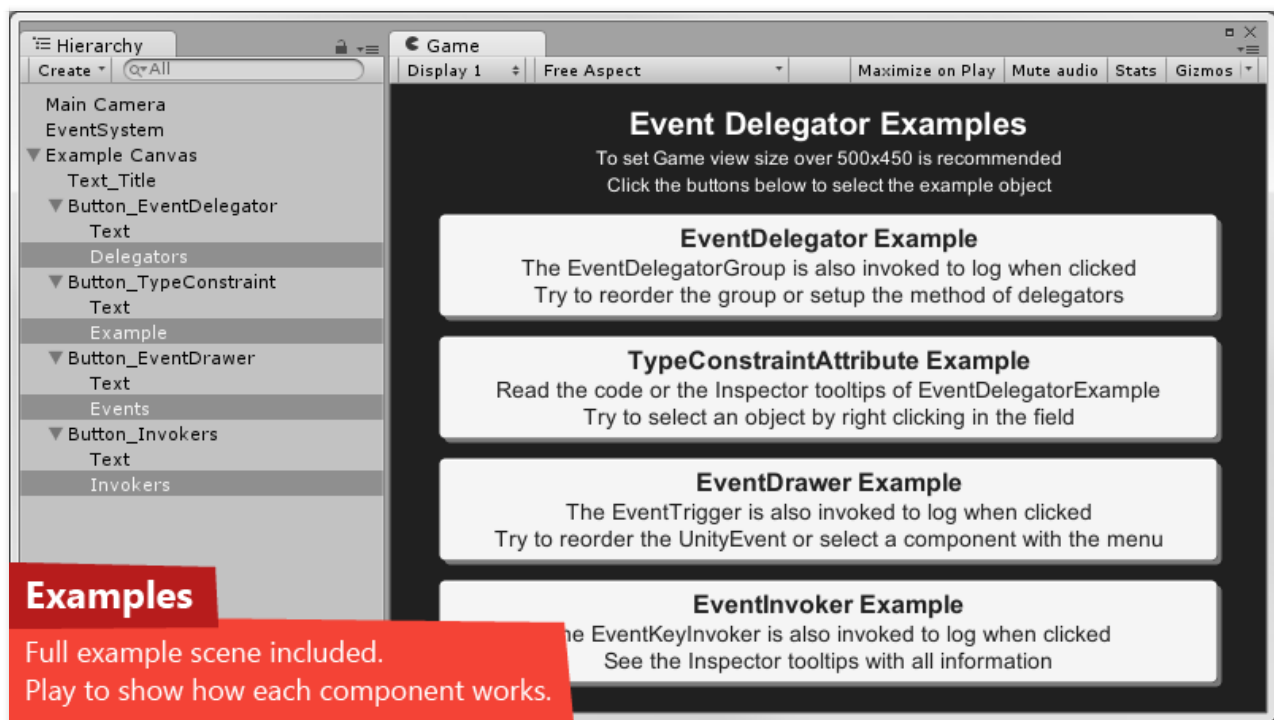 Hierarchy
Create
All
Main Camera
EventSystem
Example Canvas
Text_Title
Button_EventDelegator
Text
Delegators
Button_TypeConstraint
Text
Example
Button_EventDrawer
Text
Events
Button_Invokers
Text
Invokers
Game
Display 1
Free Aspect
Maximize on Play
Mute audio
Stats
Gizmos
Event Delegator Examples
To set Game view size over 500x450 is recommended
Click the buttons below to select the example object
EventDelegator Example
The EventDelegatorGroup is also invoked to log when clicked
Try to reorder the group or setup the method of delegators
TypeConstraintAttribute Example
Read the code or the Inspector tooltips of EventDelegatorExample
Try to select an object by right clicking in the field
EventDrawer Example
The EventTrigger is also invoked to log when clicked
Try to reorder the UnityEvent or select a component with the menu
EventInvoker Example
he EventKeyInvoker is also invoked to log when clicked
See the Inspector tooltips with all information
Examples
Full example scene included.
Play to show how each component works.